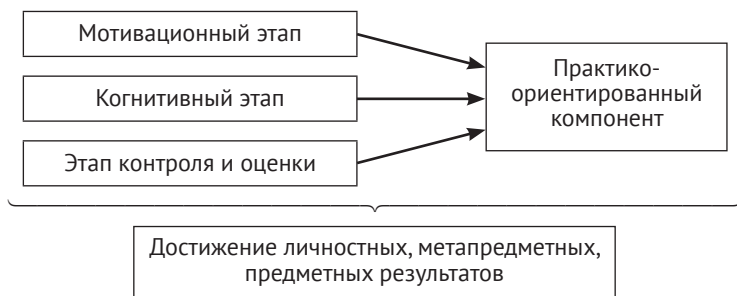 Мотивационный этап
Когнитивный этап
Этап контроля и оценки
Практико-
ориентированный
компонент
Достижение личностных, метапредметных,
предметных результатов